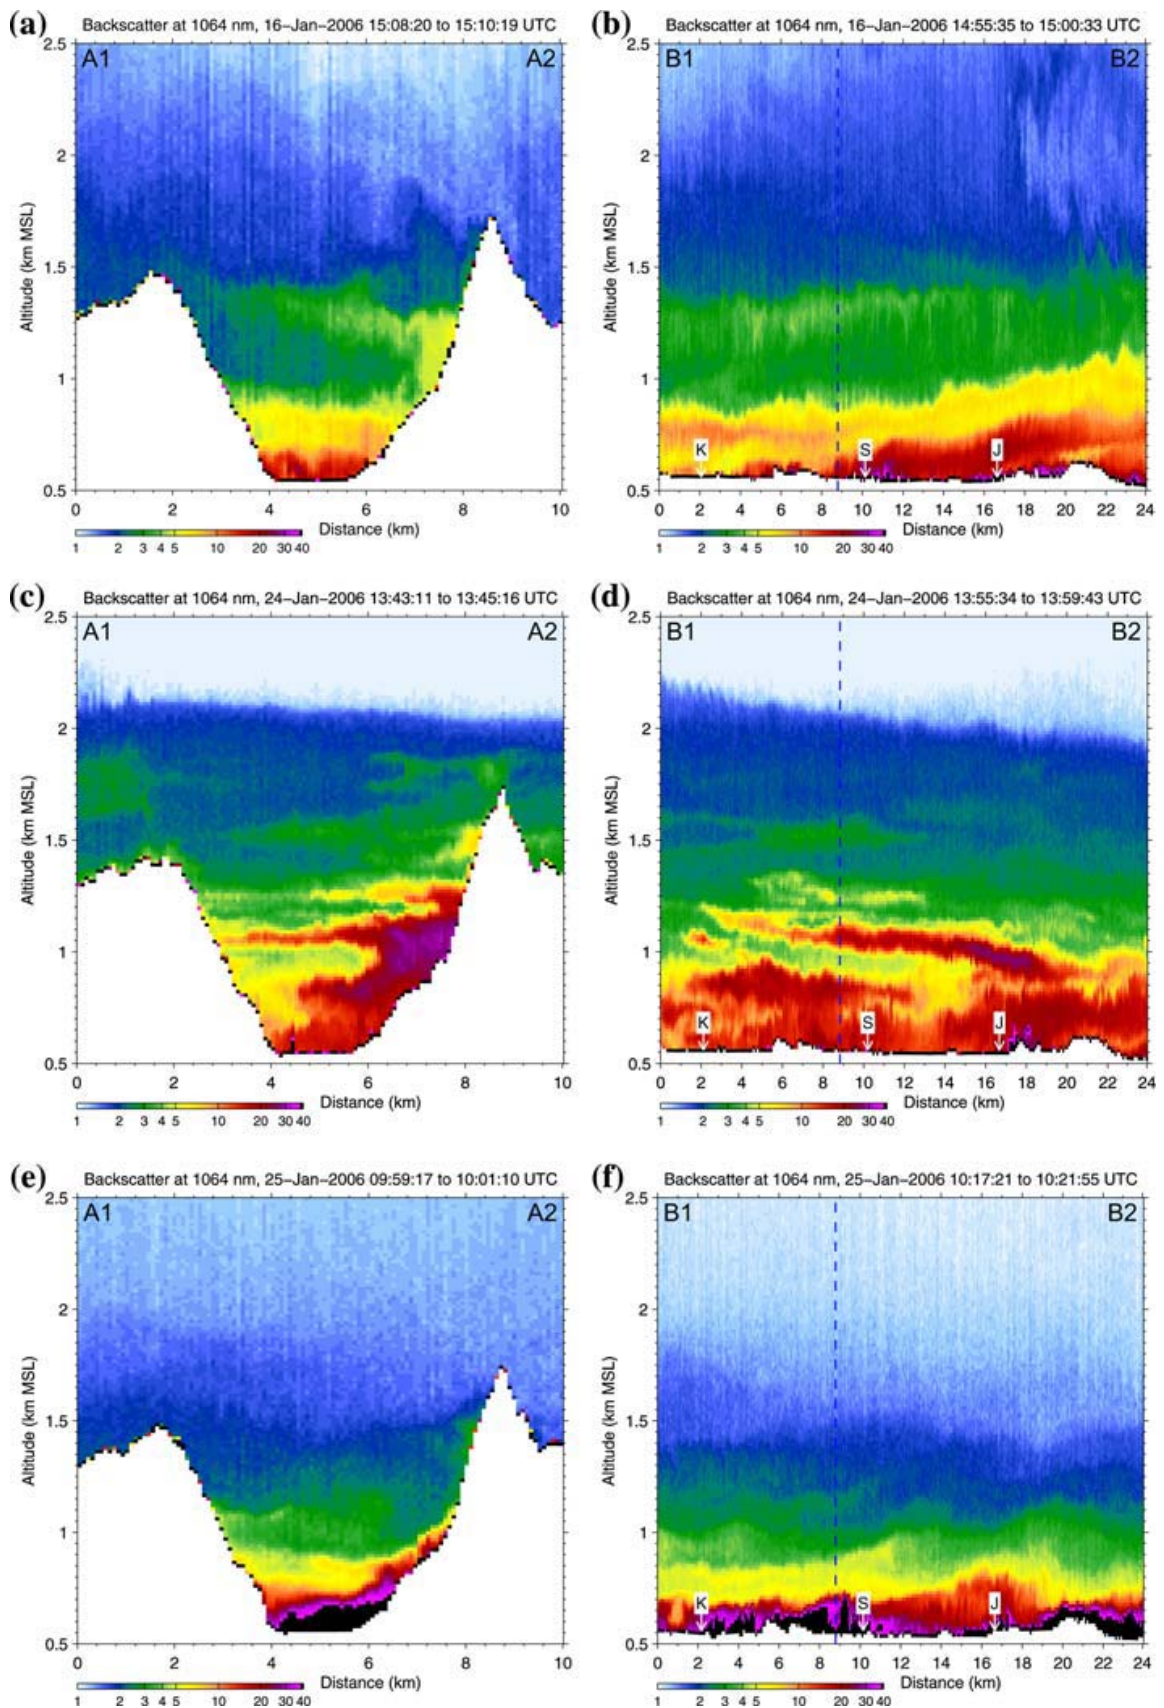 (a) Backscatter at 1064 nm, 16-Jan-2006 15:08:20 to 15:10:19 UTC
A1 A2
2.5
2
1.5
1
0.5
Altitude (km MSL)
0 2 4 6 8 10
Distance (km)
1 2 3 4 5 10 20 30 40
(b) Backscatter at 1064 nm, 16-Jan-2006 14:55:35 to 15:00:33 UTC
B1 B2
2.5
2
1.5
1
0.5
Altitude (km MSL)
K S J
0 2 4 6 8 10 12 14 16 18 20 22 24
Distance (km)
1 2 3 4 5 10 20 30 40
(c) Backscatter at 1064 nm, 24-Jan-2006 13:43:11 to 13:45:16 UTC
A1 A2
2.5
2
1.5
1
0.5
Altitude (km MSL)
0 2 4 6 8 10
Distance (km)
1 2 3 4 5 10 20 30 40
(d) Backscatter at 1064 nm, 24-Jan-2006 13:55:34 to 13:59:43 UTC
B1 B2
2.5
2
1.5
1
0.5
Altitude (km MSL)
K S J
0 2 4 6 8 10 12 14 16 18 20 22 24
Distance (km)
1 2 3 4 5 10 20 30 40
(e) Backscatter at 1064 nm, 25-Jan-2006 09:59:17 to 10:01:10 UTC
A1 A2
2.5
2
1.5
1
0.5
Altitude (km MSL)
0 2 4 6 8 10
Distance (km)
1 2 3 4 5 10 20 30 40
(f) Backscatter at 1064 nm, 25-Jan-2006 10:17:21 to 10:21:55 UTC
B1 B2
2.5
2
1.5
1
0.5
Altitude (km MSL)
K S J
0 2 4 6 8 10 12 14 16 18 20 22 24
Distance (km)
1 2 3 4 5 10 20 30 40